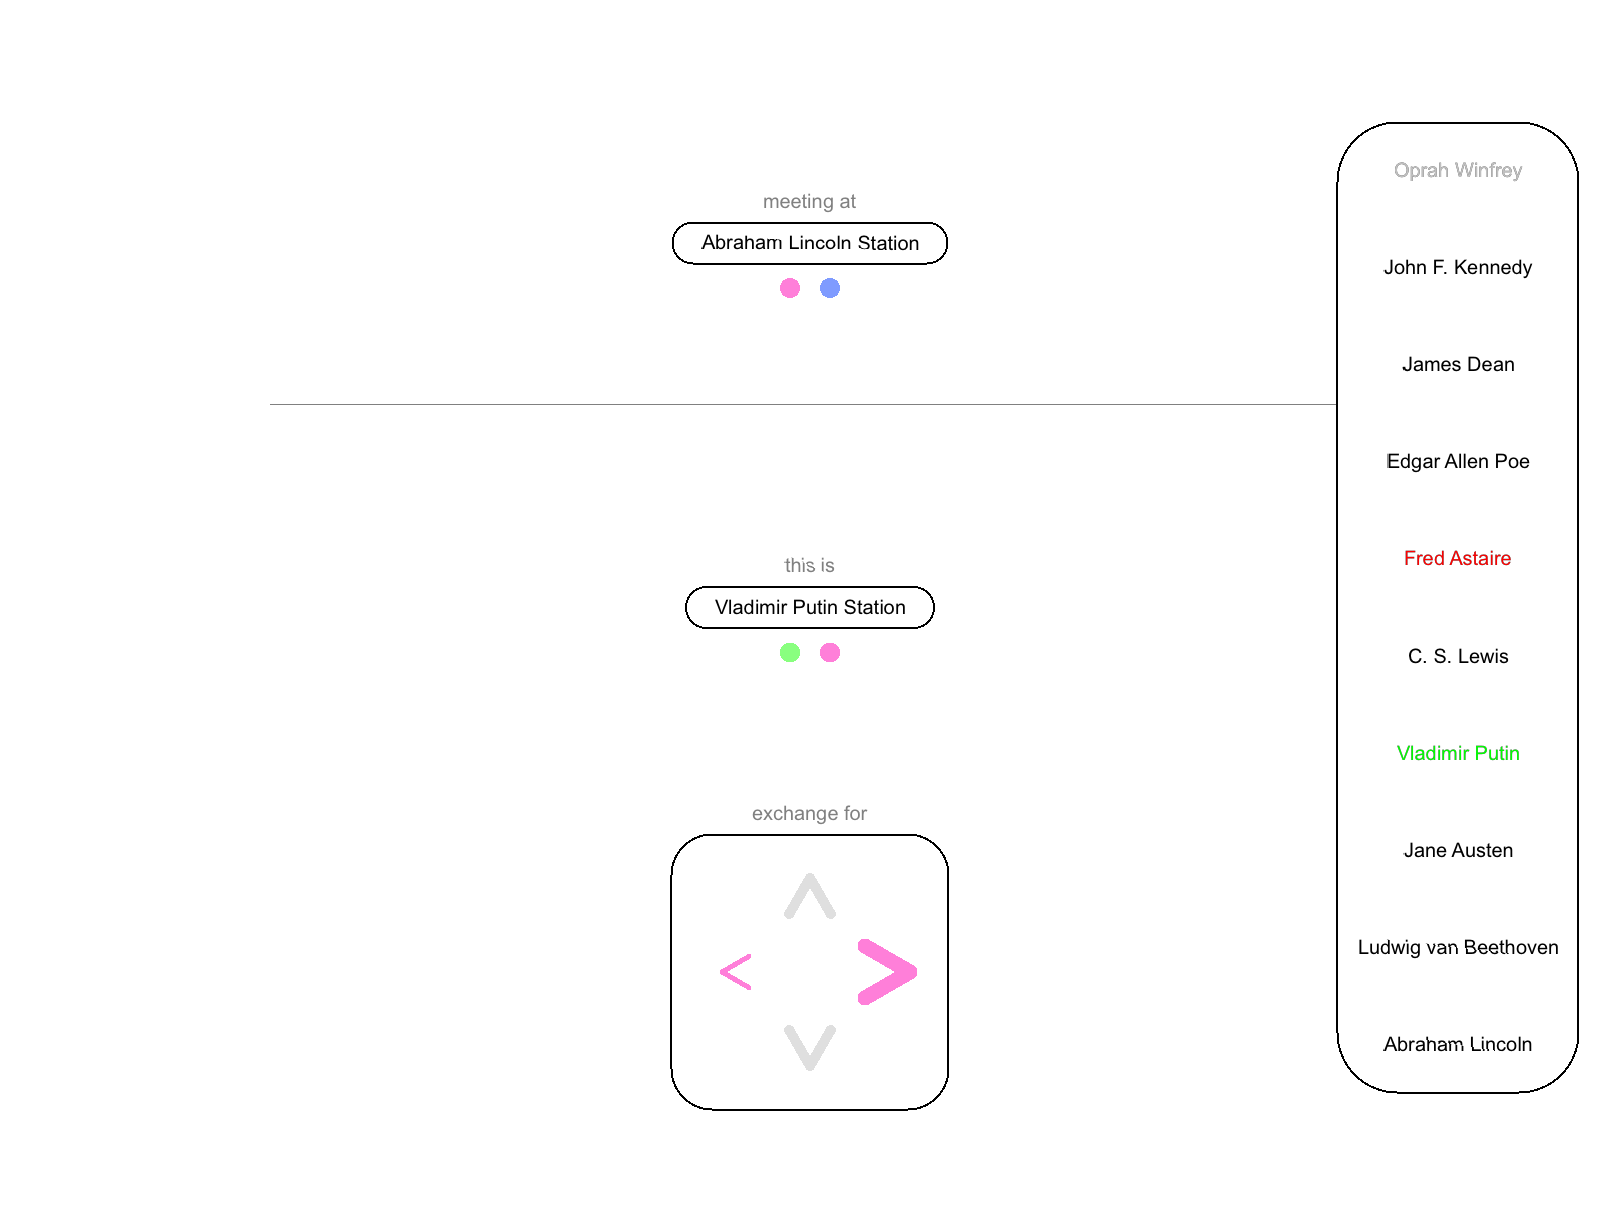 meeting at
Abraham Lincoln Station
this is
Vladimir Putin Station
exchange for
Oprah Winfrey
John F. Kennedy
James Dean
Edgar Allen Poe
Fred Astaire
C. S. Lewis
Vladimir Putin
Jane Austen
Ludwig van Beethoven
Abraham Lincoln